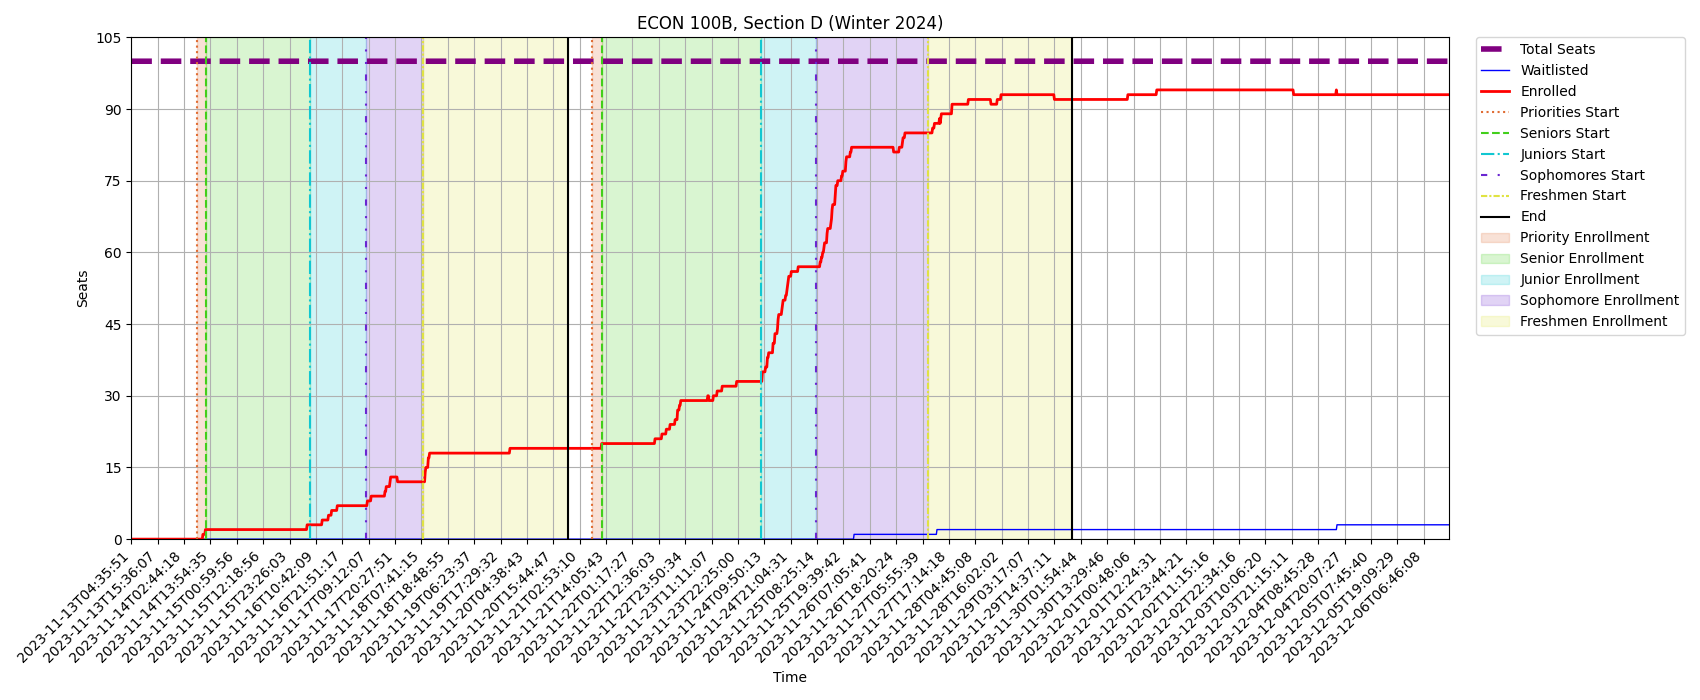 ECON 100B, Section D (Winter 2024)
105
90
75
60
45
30
15
0
Seats
2023-11-13T04:35:51
2023-11-13T15:36:07
2023-11-14T02:44:18
2023-11-14T13:54:35
2023-11-15T00:59:56
2023-11-15T12:18:56
2023-11-15T23:26:03
2023-11-16T10:42:09
2023-11-16T21:51:17
2023-11-17T09:12:07
2023-11-17T20:27:51
2023-11-18T07:41:15
2023-11-18T18:48:55
2023-11-19T06:23:37
2023-11-19T17:29:32
2023-11-20T04:38:43
2023-11-20T15:44:47
2023-11-21T02:53:10
2023-11-21T14:05:43
2023-11-22T01:17:27
2023-11-22T12:36:03
2023-11-22T23:50:34
2023-11-23T11:11:07
2023-11-23T22:25:00
2023-11-24T09:50:13
2023-11-24T21:04:31
2023-11-25T08:25:14
2023-11-25T19:39:42
2023-11-26T07:05:41
2023-11-26T18:20:24
2023-11-27T05:55:39
2023-11-27T17:14:18
2023-11-28T04:45:08
2023-11-28T16:02:02
2023-11-29T03:17:07
2023-11-29T14:37:11
2023-11-30T01:54:44
2023-11-30T13:29:46
2023-12-01T00:48:06
2023-12-01T12:24:31
2023-12-01T23:44:21
2023-12-02T11:15:16
2023-12-02T22:34:16
2023-12-03T10:06:20
2023-12-03T21:15:11
2023-12-04T08:45:28
2023-12-04T20:07:27
2023-12-05T07:45:40
2023-12-05T19:09:29
2023-12-06T06:46:08
Time
Total Seats
Waitlisted
Enrolled
Priorities Start
Seniors Start
Juniors Start
Sophomores Start
Freshmen Start
End
Priority Enrollment
Senior Enrollment
Junior Enrollment
Sophomore Enrollment
Freshmen Enrollment